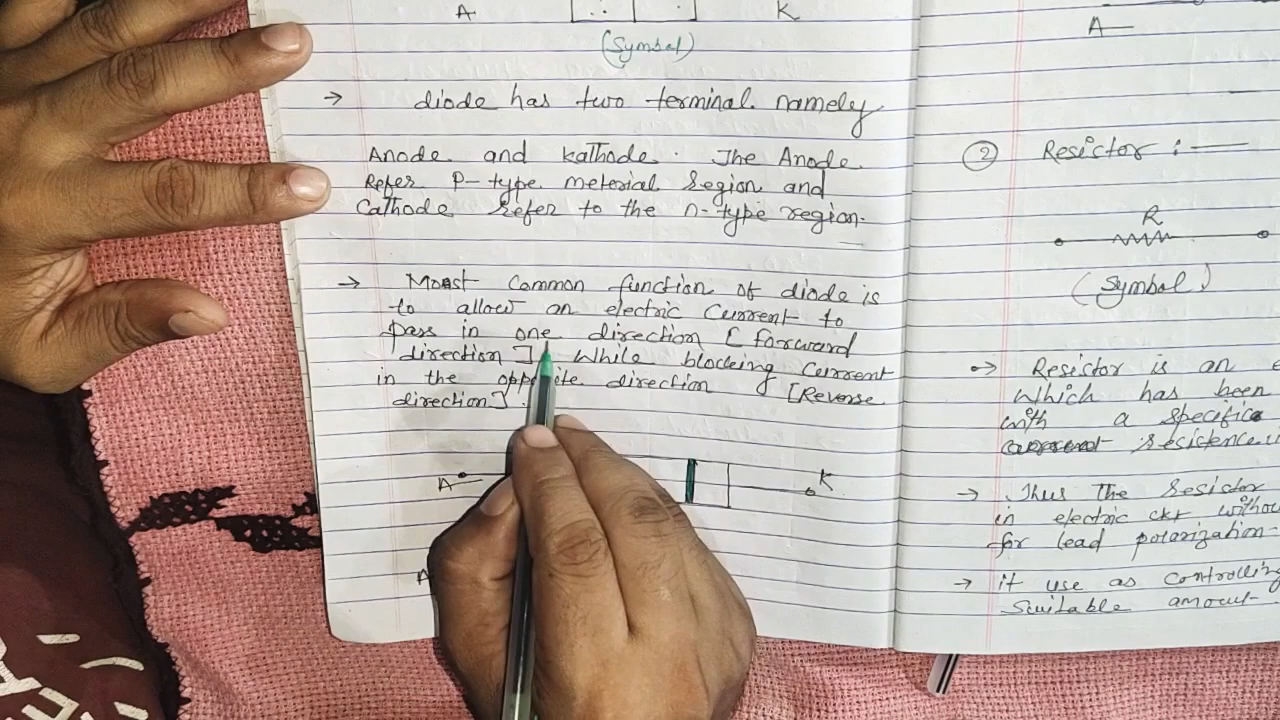 A K
(Symbol)
→ diode has two terminal namely
Anode and kathode. The Anode
Refer P-type meterial Region and
Cathode Refer to the n-type region.
→ Moast Common function of diode is
to allow an electric Current to
pass in one direction [forward
direction] While blocking Current
in the opposite direction [Reverse
direction].
A K
A
A
② Resistor :
R
(Symbol)
Resistor is an
Which has been
with a specific
resistence
→ Thus the Resistor
in electric ckt
for lead polarization
→ it use as Controlling
Suitable amout